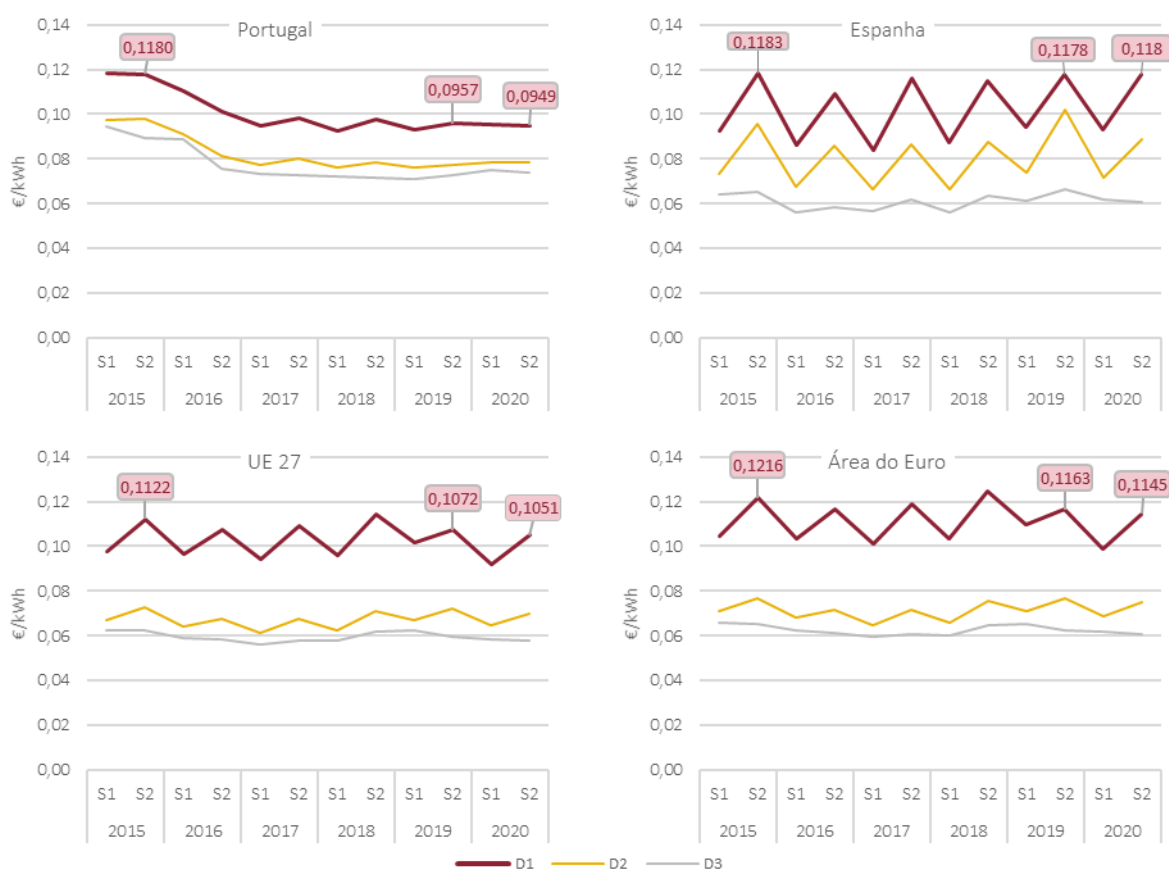 Portugal
€/kWh
0,14
0,12
0,10
0,08
0,06
0,04
0,02
0,00
0,1180
0,0957
0,0949
S1 S2 S1 S2 S1 S2 S1 S2 S1 S2 S1 S2
2015 2016 2017 2018 2019 2020
Espanha
€/kWh
0,14
0,12
0,10
0,08
0,06
0,04
0,02
0,00
0,1183
0,1178
0,118
S1 S2 S1 S2 S1 S2 S1 S2 S1 S2 S1 S2
2015 2016 2017 2018 2019 2020
UE 27
€/kWh
0,14
0,12
0,10
0,08
0,06
0,04
0,02
0,00
0,1122
0,1072
0,1051
S1 S2 S1 S2 S1 S2 S1 S2 S1 S2 S1 S2
2015 2016 2017 2018 2019 2020
Área do Euro
€/kWh
0,14
0,12
0,10
0,08
0,06
0,04
0,02
0,00
0,1216
0,1163
0,1145
S1 S2 S1 S2 S1 S2 S1 S2 S1 S2 S1 S2
2015 2016 2017 2018 2019 2020
D1 D2 D3